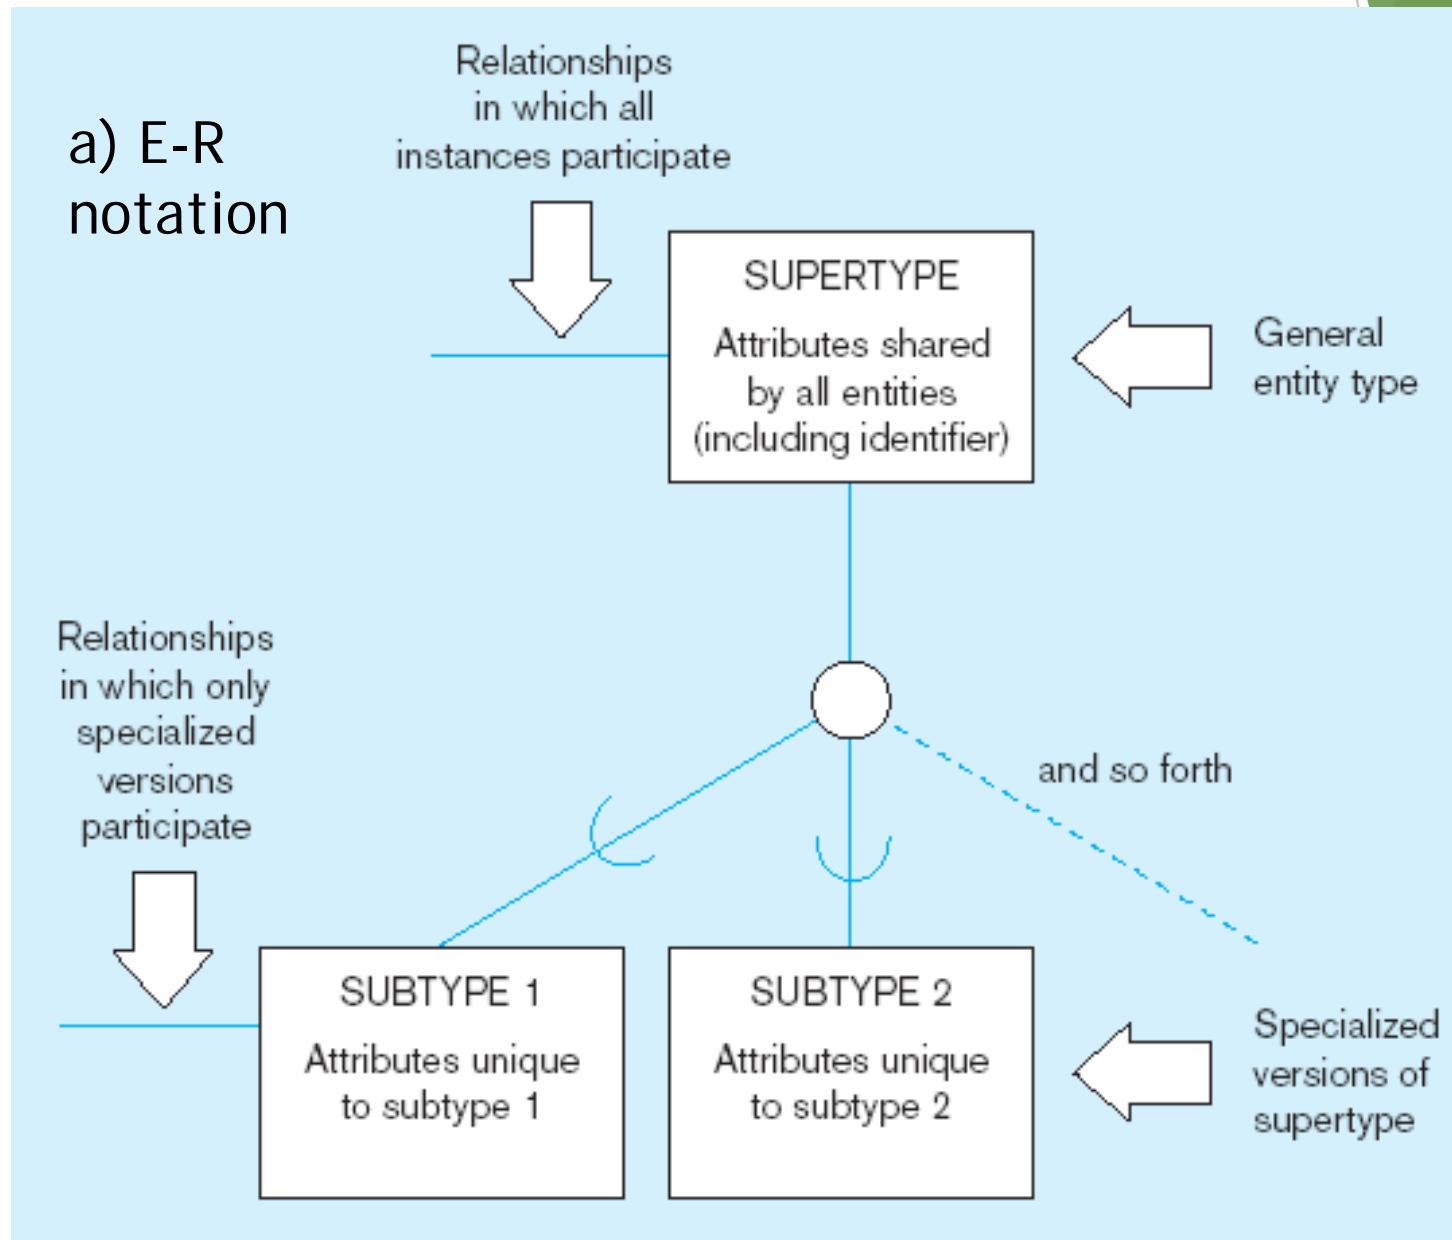 a) E-R
notation
Relationships
in which all
instances participate
SUPERTYPE
Attributes shared
by all entities
(including identifier)
General
entity type
Relationships
in which only
specialized
versions
participate
and so forth
SUBTYPE 1
Attributes unique
to subtype 1
SUBTYPE 2
Attributes unique
to subtype 2
Specialized
versions of
supertype